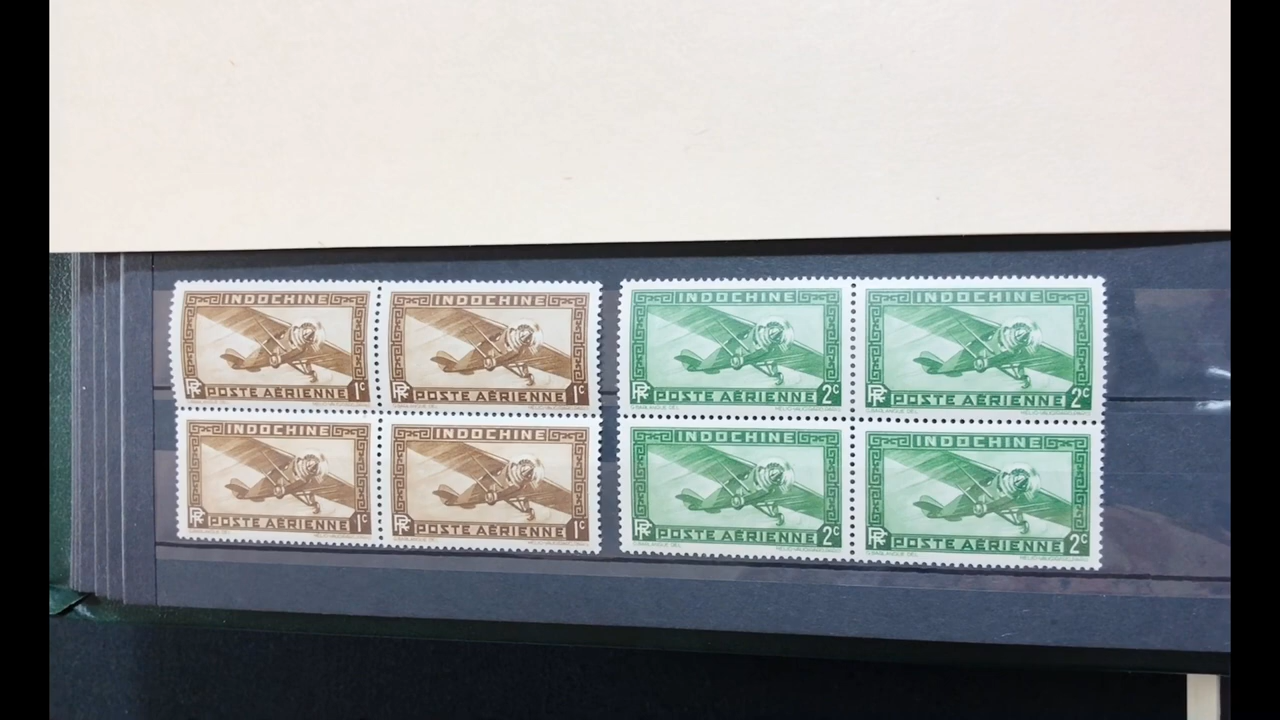 INDOCHINE
INDOCHINE
INDOCHINE
INDOCHINE
RF POSTE AÉRIENNE 1c
RF POSTE AÉRIENNE 1c
RF POSTE AÉRIENNE 2c
RF POSTE AÉRIENNE 2c
INDOCHINE
INDOCHINE
INDOCHINE
INDOCHINE
RF POSTE AÉRIENNE 1c
RF POSTE AÉRIENNE 1c
RF POSTE AÉRIENNE 2c
RF POSTE AÉRIENNE 2c